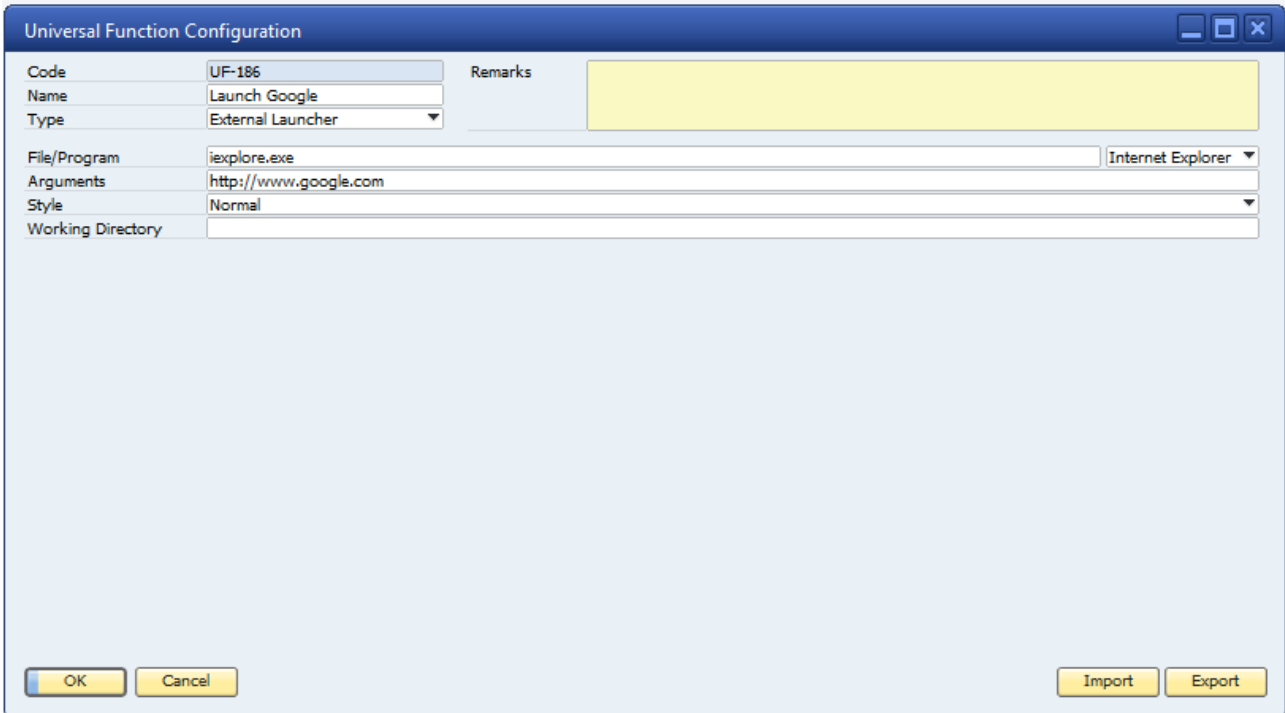 Universal Function Configuration
Code UF-186 Remarks
Name Launch Google
Type External Launcher
File/Program iexplore.exe Internet Explorer
Arguments http://www.google.com
Style Normal
Working Directory
OK Cancel Import Export